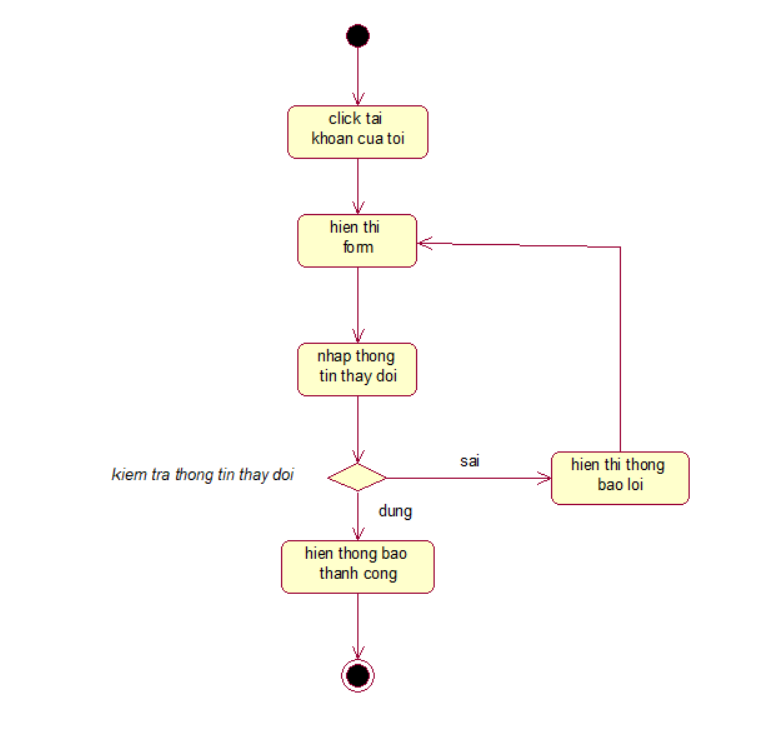 click tai
khoan cua toi
hien thi
form
nhap thong
tin thay doi
kiem tra thong tin thay doi
sai
hien thi thong
bao loi
dung
hien thong bao
thanh cong